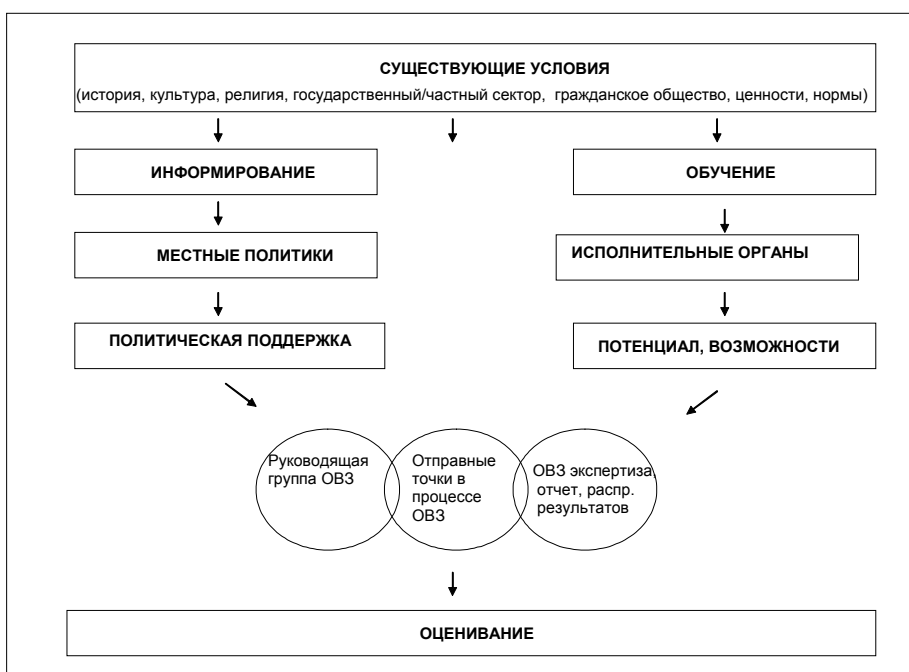 СУЩЕСТВУЮЩИЕ УСЛОВИЯ
(история, культура, религия, государственный/частный сектор, гражданское общество, ценности, нормы)
ИНФОРМИРОВАНИЕ
ОБУЧЕНИЕ
МЕСТНЫЕ ПОЛИТИКИ
ИСПОЛНИТЕЛЬНЫЕ ОРГАНЫ
ПОЛИТИЧЕСКАЯ ПОДДЕРЖКА
ПОТЕНЦИАЛ, ВОЗМОЖНОСТИ
Руководящая
группа ОВЗ
Отправные
точки в
процессе
ОВЗ
ОВЗ экспертиза,
отчет, распр.
результатов
ОЦЕНИВАНИЕ